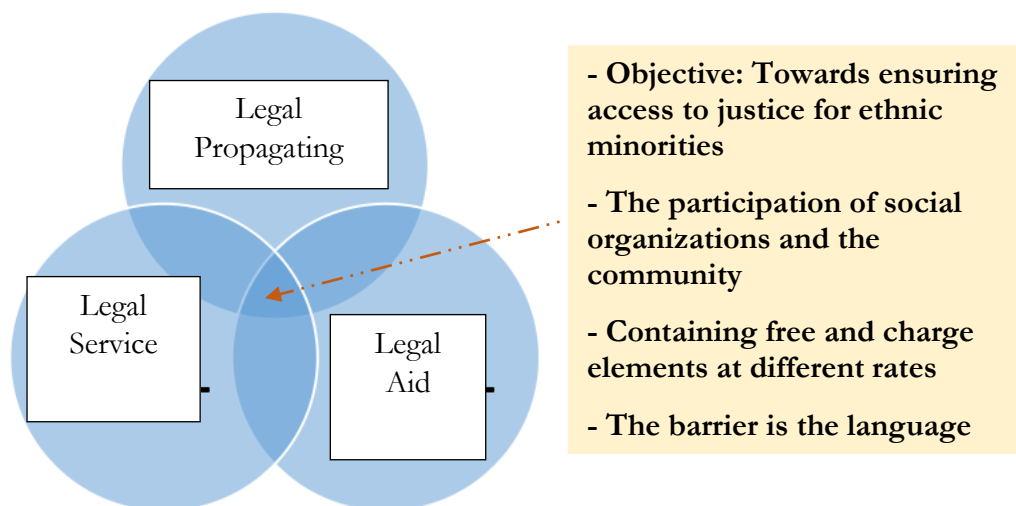 Legal
Propagating
Legal
Service
Legal
Aid
- Objective: Towards ensuring
access to justice for ethnic
minorities
- The participation of social
organizations and the
community
- Containing free and charge
elements at different rates
- The barrier is the language